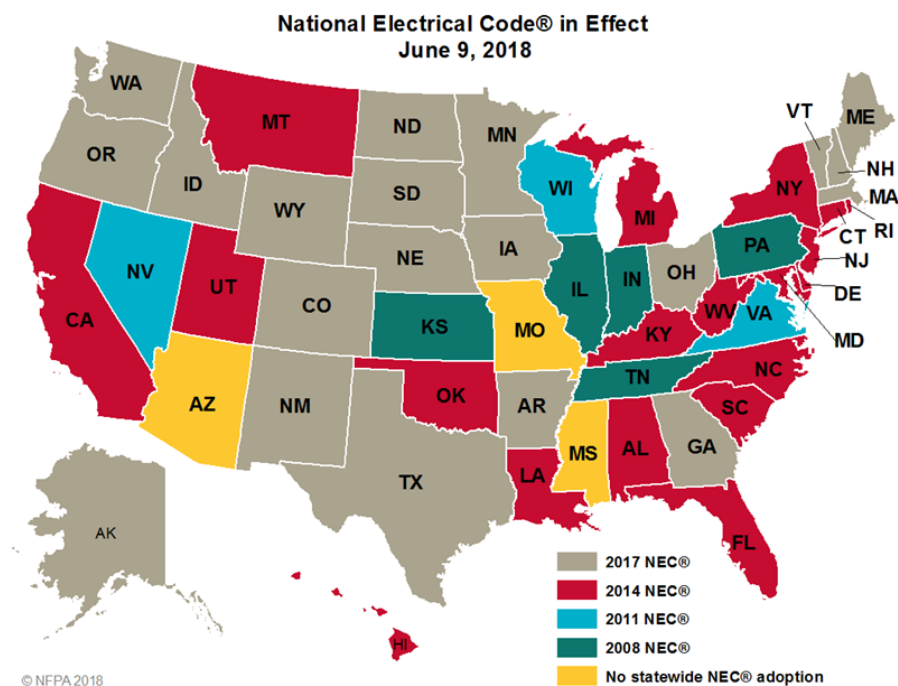 National Electrical Code® in Effect
June 9, 2018
WA
MT
ND
MN
VT
ME
OR
ID
WY
SD
WI
MI
NY
NH
MA
RI
CT
NV
UT
CO
NE
IA
IL
IN
OH
PA
NJ
DE
MD
CA
KS
MO
KY
WV
VA
AZ
NM
OK
AR
TN
NC
SC
TX
LA
MS
AL
GA
FL
AK
HI
2017 NEC®
2014 NEC®
2011 NEC®
2008 NEC®
No statewide NEC® adoption
© NFPA 2018